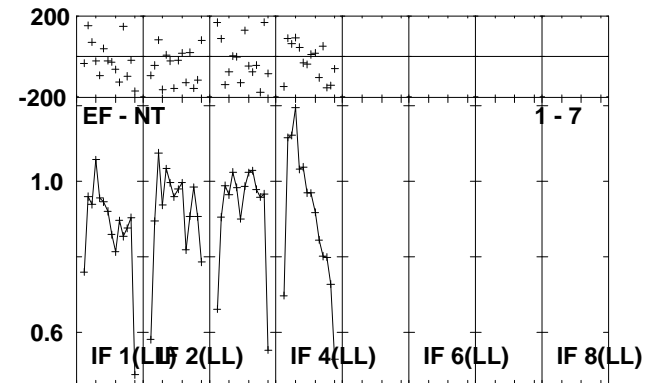 200
-200
EF - NT 1 - 7
1.0
0.6
IF 1(LL) IF 2(LL) IF 4(LL) IF 6(LL) IF 8(LL)